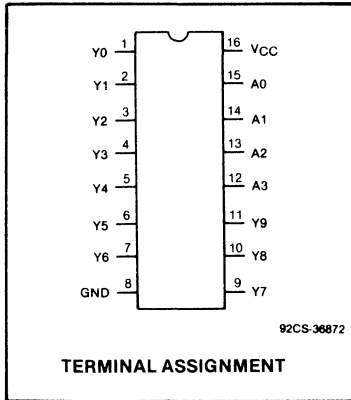 Y0 1 16 VCC
Y1 2 15 A0
Y2 3 14 A1
Y3 4 13 A2
Y4 5 12 A3
Y5 6 11 Y9
Y6 7 10 Y8
GND 8 9 Y7
92CS-36872
TERMINAL ASSIGNMENT